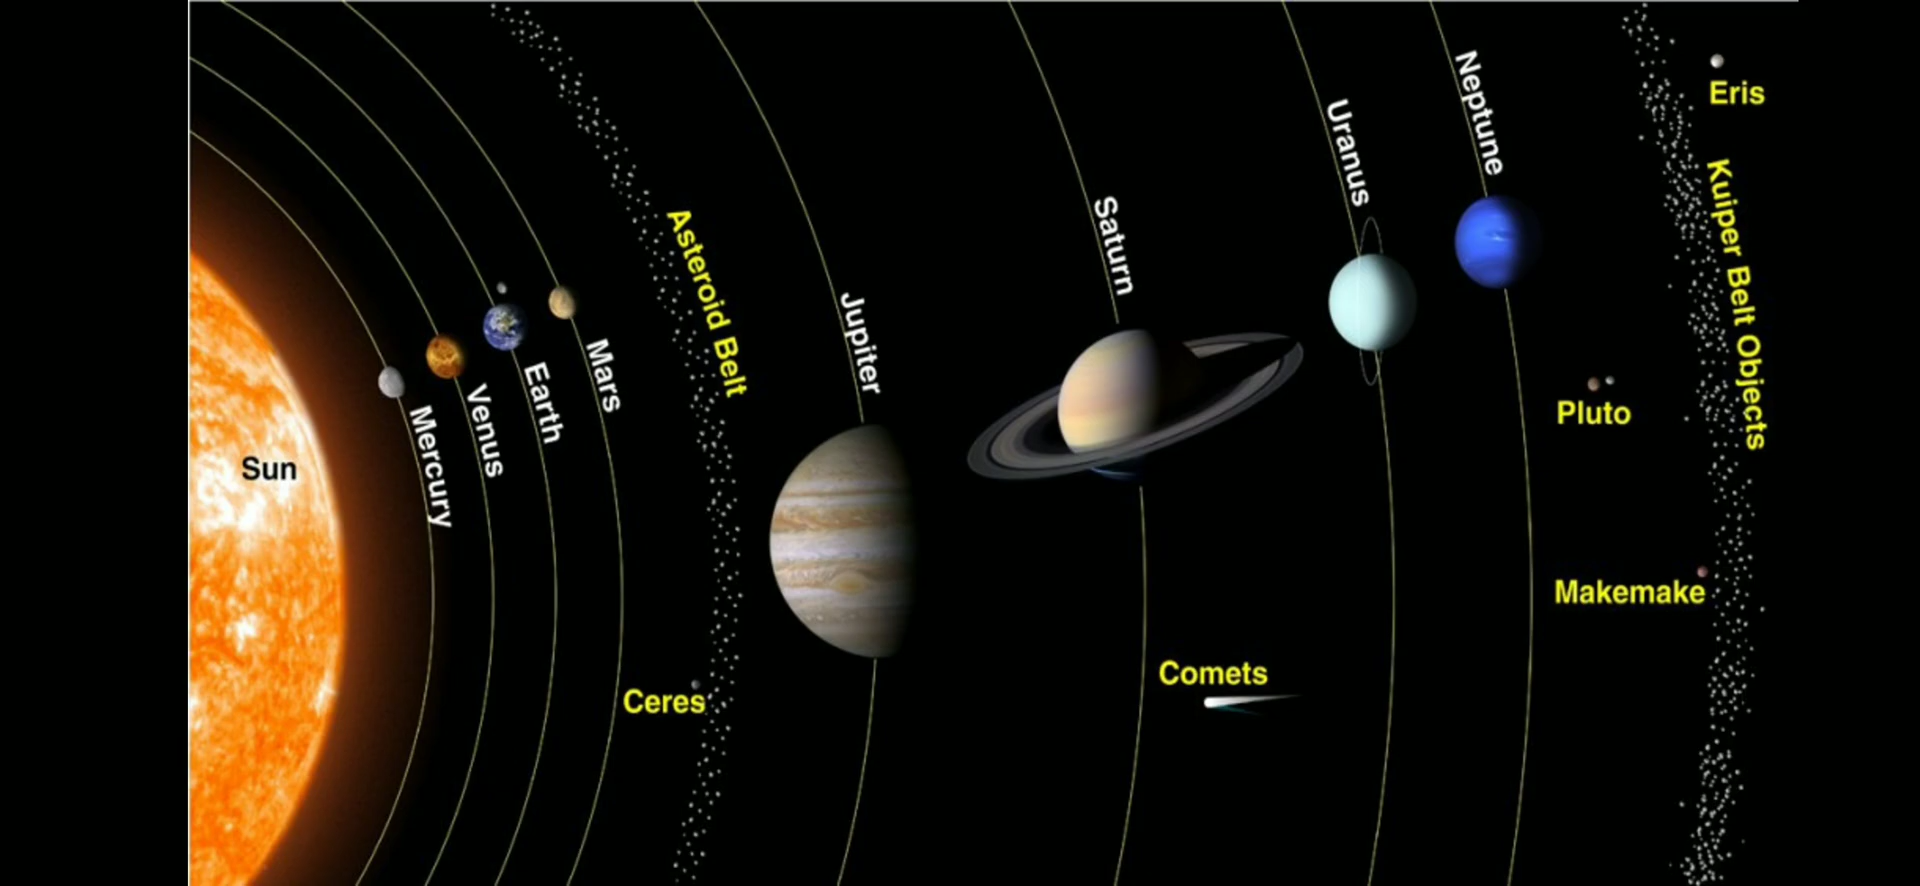 Sun
Mercury
Venus
Earth
Mars
Asteroid Belt
Ceres
Jupiter
Saturn
Comets
Uranus
Neptune
Pluto
Makemake
Eris
Kuiper Belt Objects